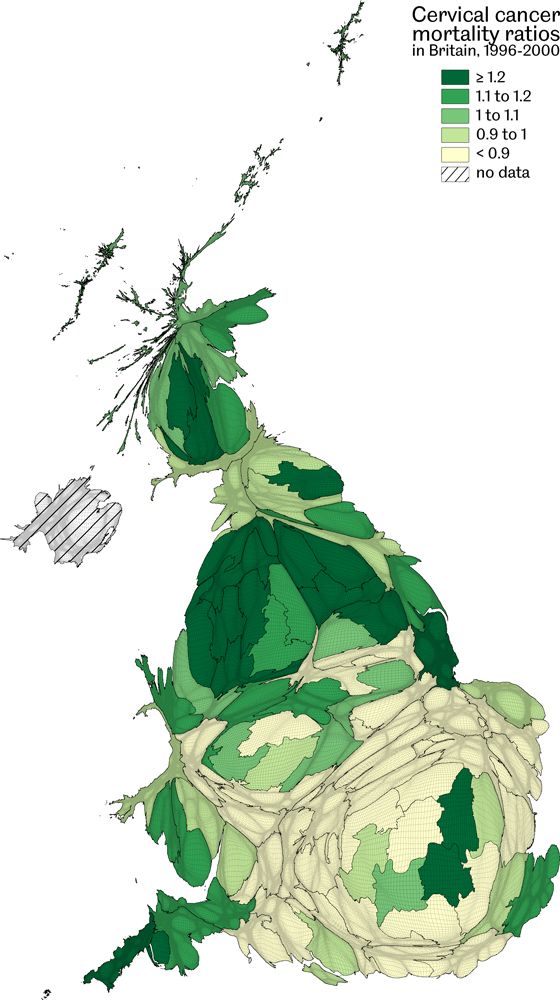 Cervical cancer
mortality ratios
in Britain, 1996-2000
≥ 1.2
1.1 to 1.2
1 to 1.1
0.9 to 1
< 0.9
no data